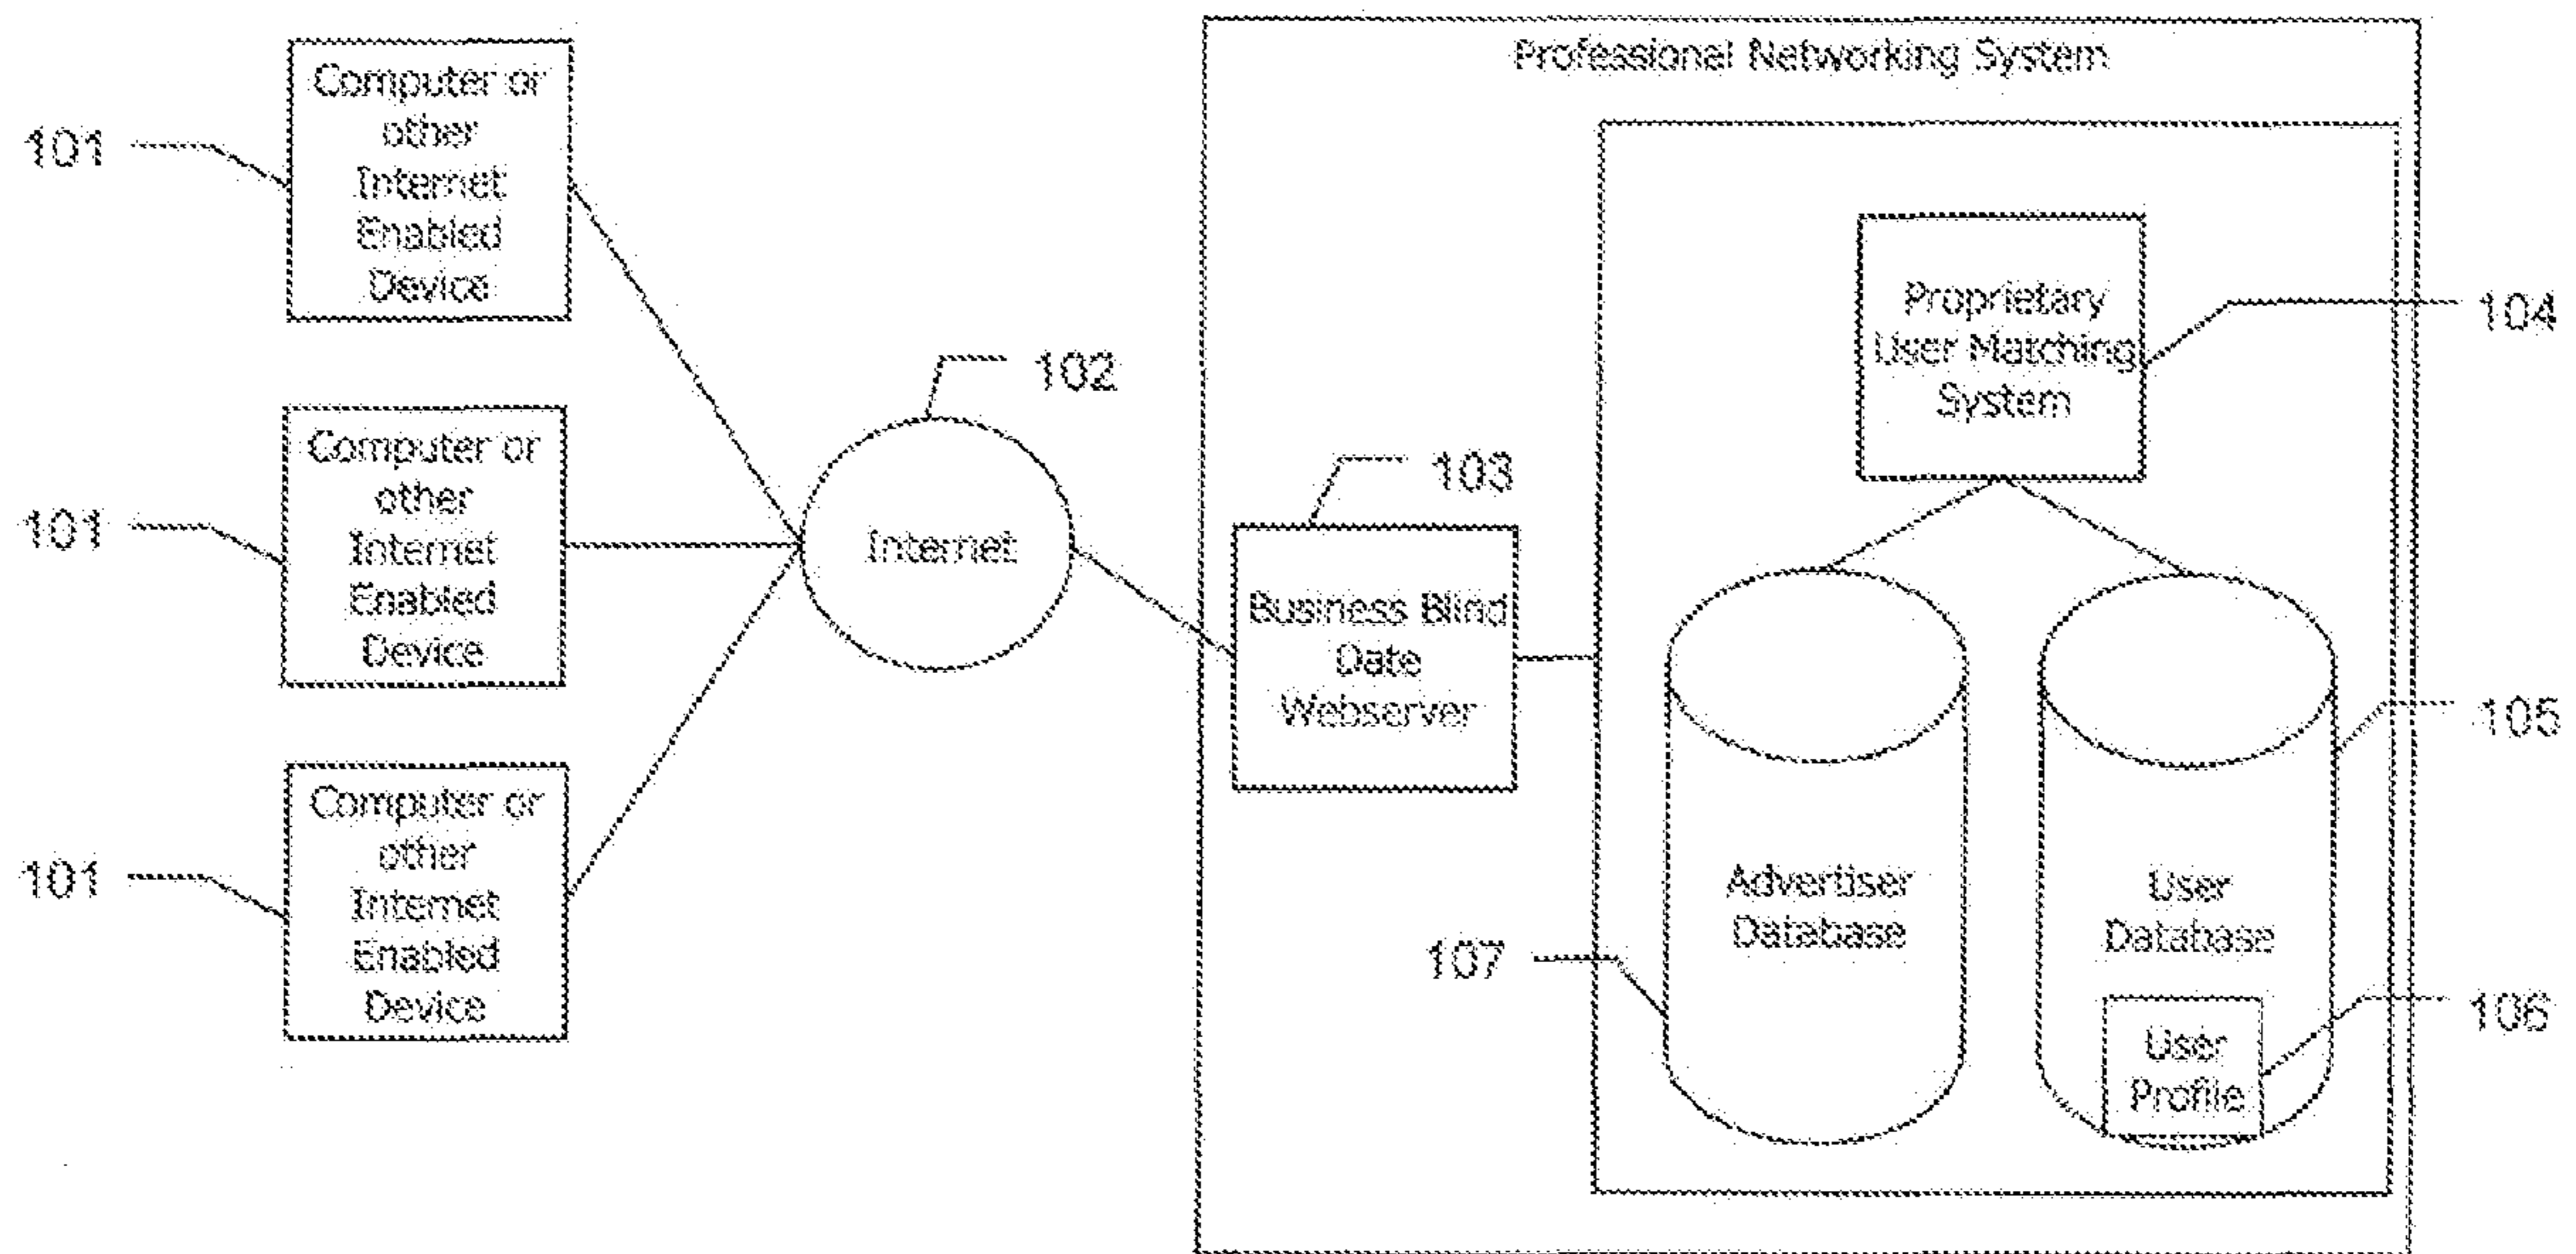 Professional Networking System
101
Computer or
other
Internet
Enabled
Device
101
Computer or
other
Internet
Enabled
Device
101
Computer or
other
Internet
Enabled
Device
102
Internet
103
Business Blind
Date
Webserver
Proprietary
User Matching
System
104
Advertiser
Database
107
User
Database
105
User
Profile
106